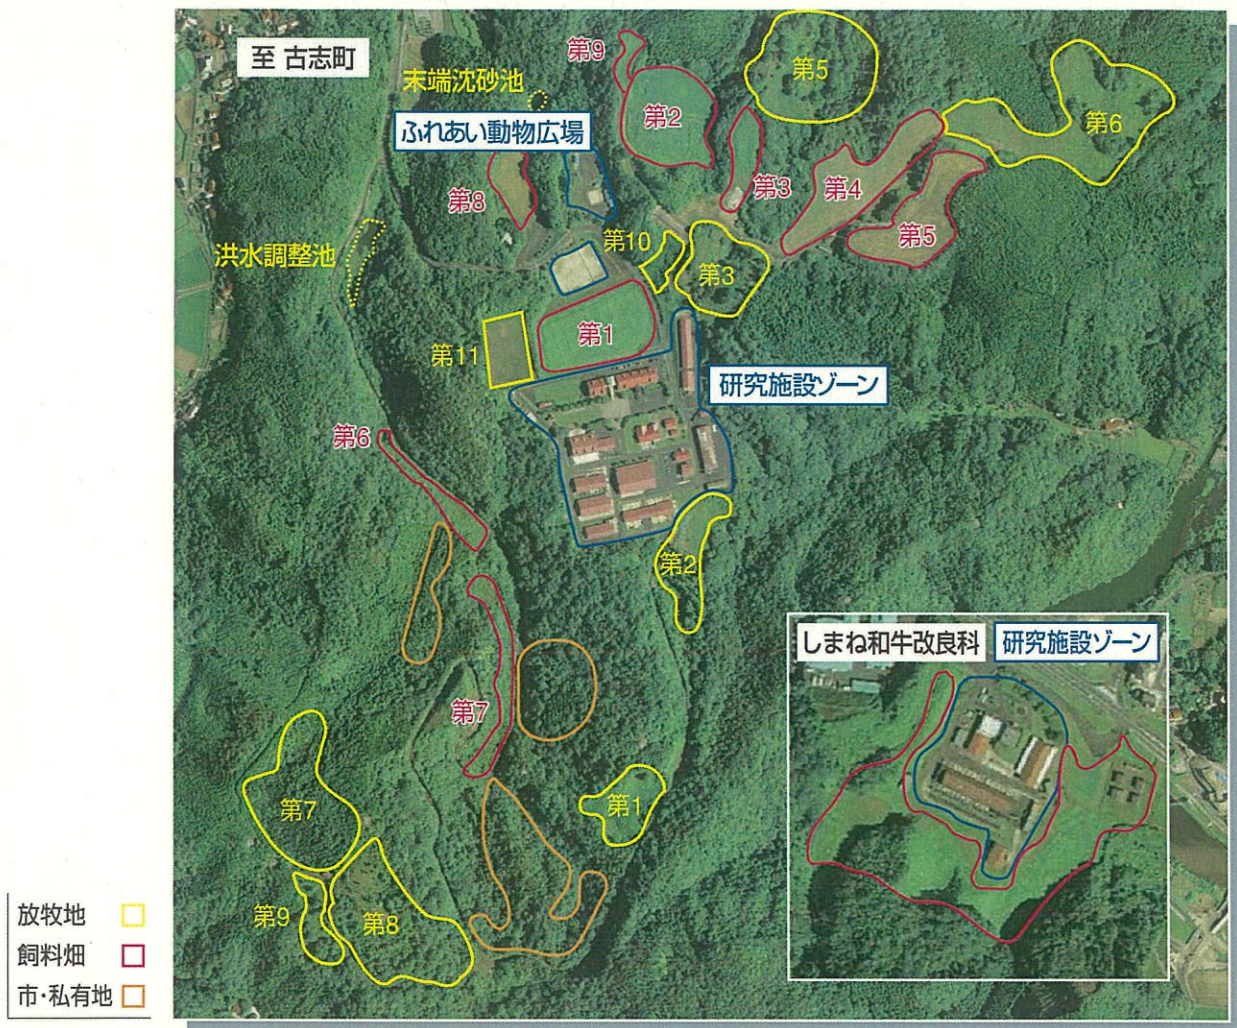 至 古志町
末端沈砂池
ふれあい動物広場
第9
第2
第5
第6
第8
第3
第4
第5
洪水調整池
第10
第3
第1
第11
研究施設ゾーン
第6
第2
第7
第1
第7
第9
第8
しまね和牛改良科
研究施設ゾーン
放牧地
飼料畑
市・私有地